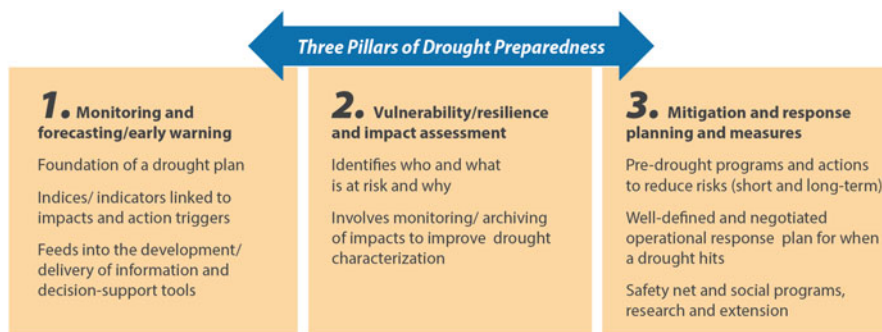 Three Pillars of Drought Preparedness
1. Monitoring and
forecasting/early warning
Foundation of a drought plan
Indices/ indicators linked to
impacts and action triggers
Feeds into the development/
delivery of information and
decision-support tools
2. Vulnerability/resilience
and impact assessment
Identifies who and what
is at risk and why
Involves monitoring/ archiving
of impacts to improve drought
characterization
3. Mitigation and response
planning and measures
Pre-drought programs and actions
to reduce risks (short and long-term)
Well-defined and negotiated
operational response plan for when
a drought hits
Safety net and social programs,
research and extension